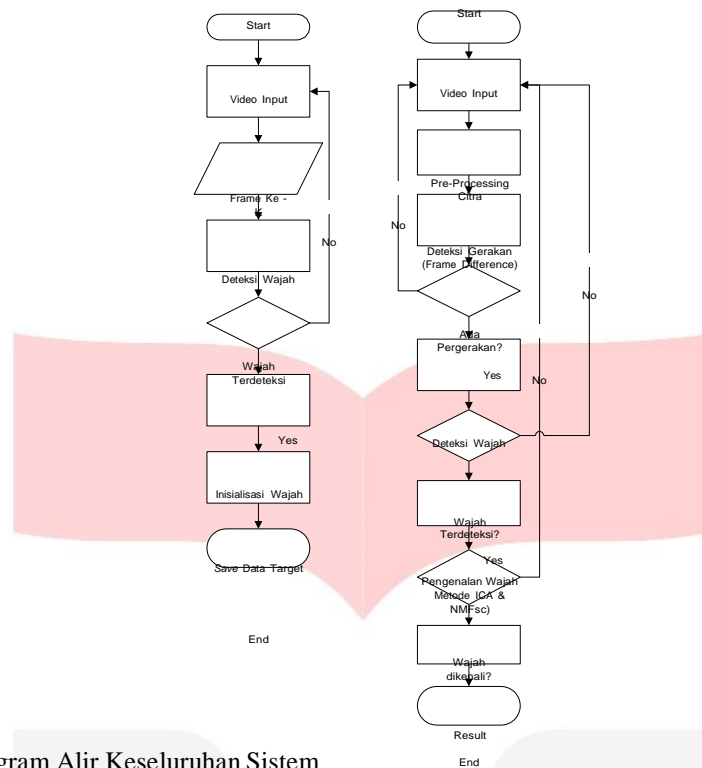 Start
Video Input
Frame Ke -
K
Deteksi Wajah
No
Wajah
Terdeteksi
Yes
Inisialisasi Wajah
Save Data Target
End
Start
Video Input
Pre-Processing
Citra
No
Deteksi Gerakan
(Frame Difference)
No
Ada
Pergerakan?
Yes
No
Deteksi Wajah
Wajah
Terdeteksi?
Yes
Pengenalan Wajah
Metode ICA &
NMFsc)
Wajah
dikenali?
Result
End
gram Alir Keseluruhan Sistem